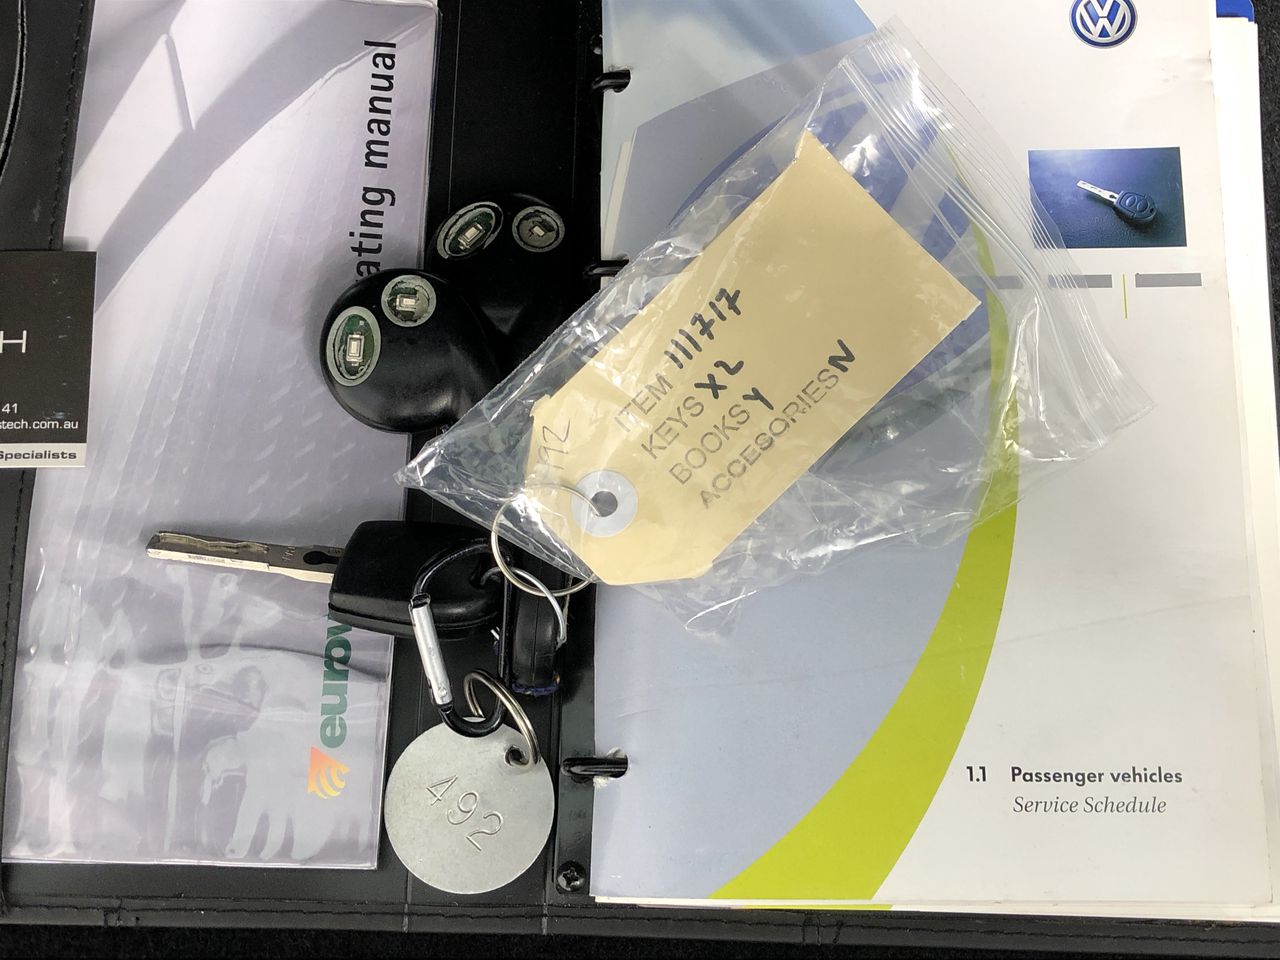 ating manual
H
41
stech.com.au
Specialists
ITEM 111717
KEYS X2
BOOKS Y
ACCESORIES N
492
VW
1.1 Passenger vehicles
Service Schedule